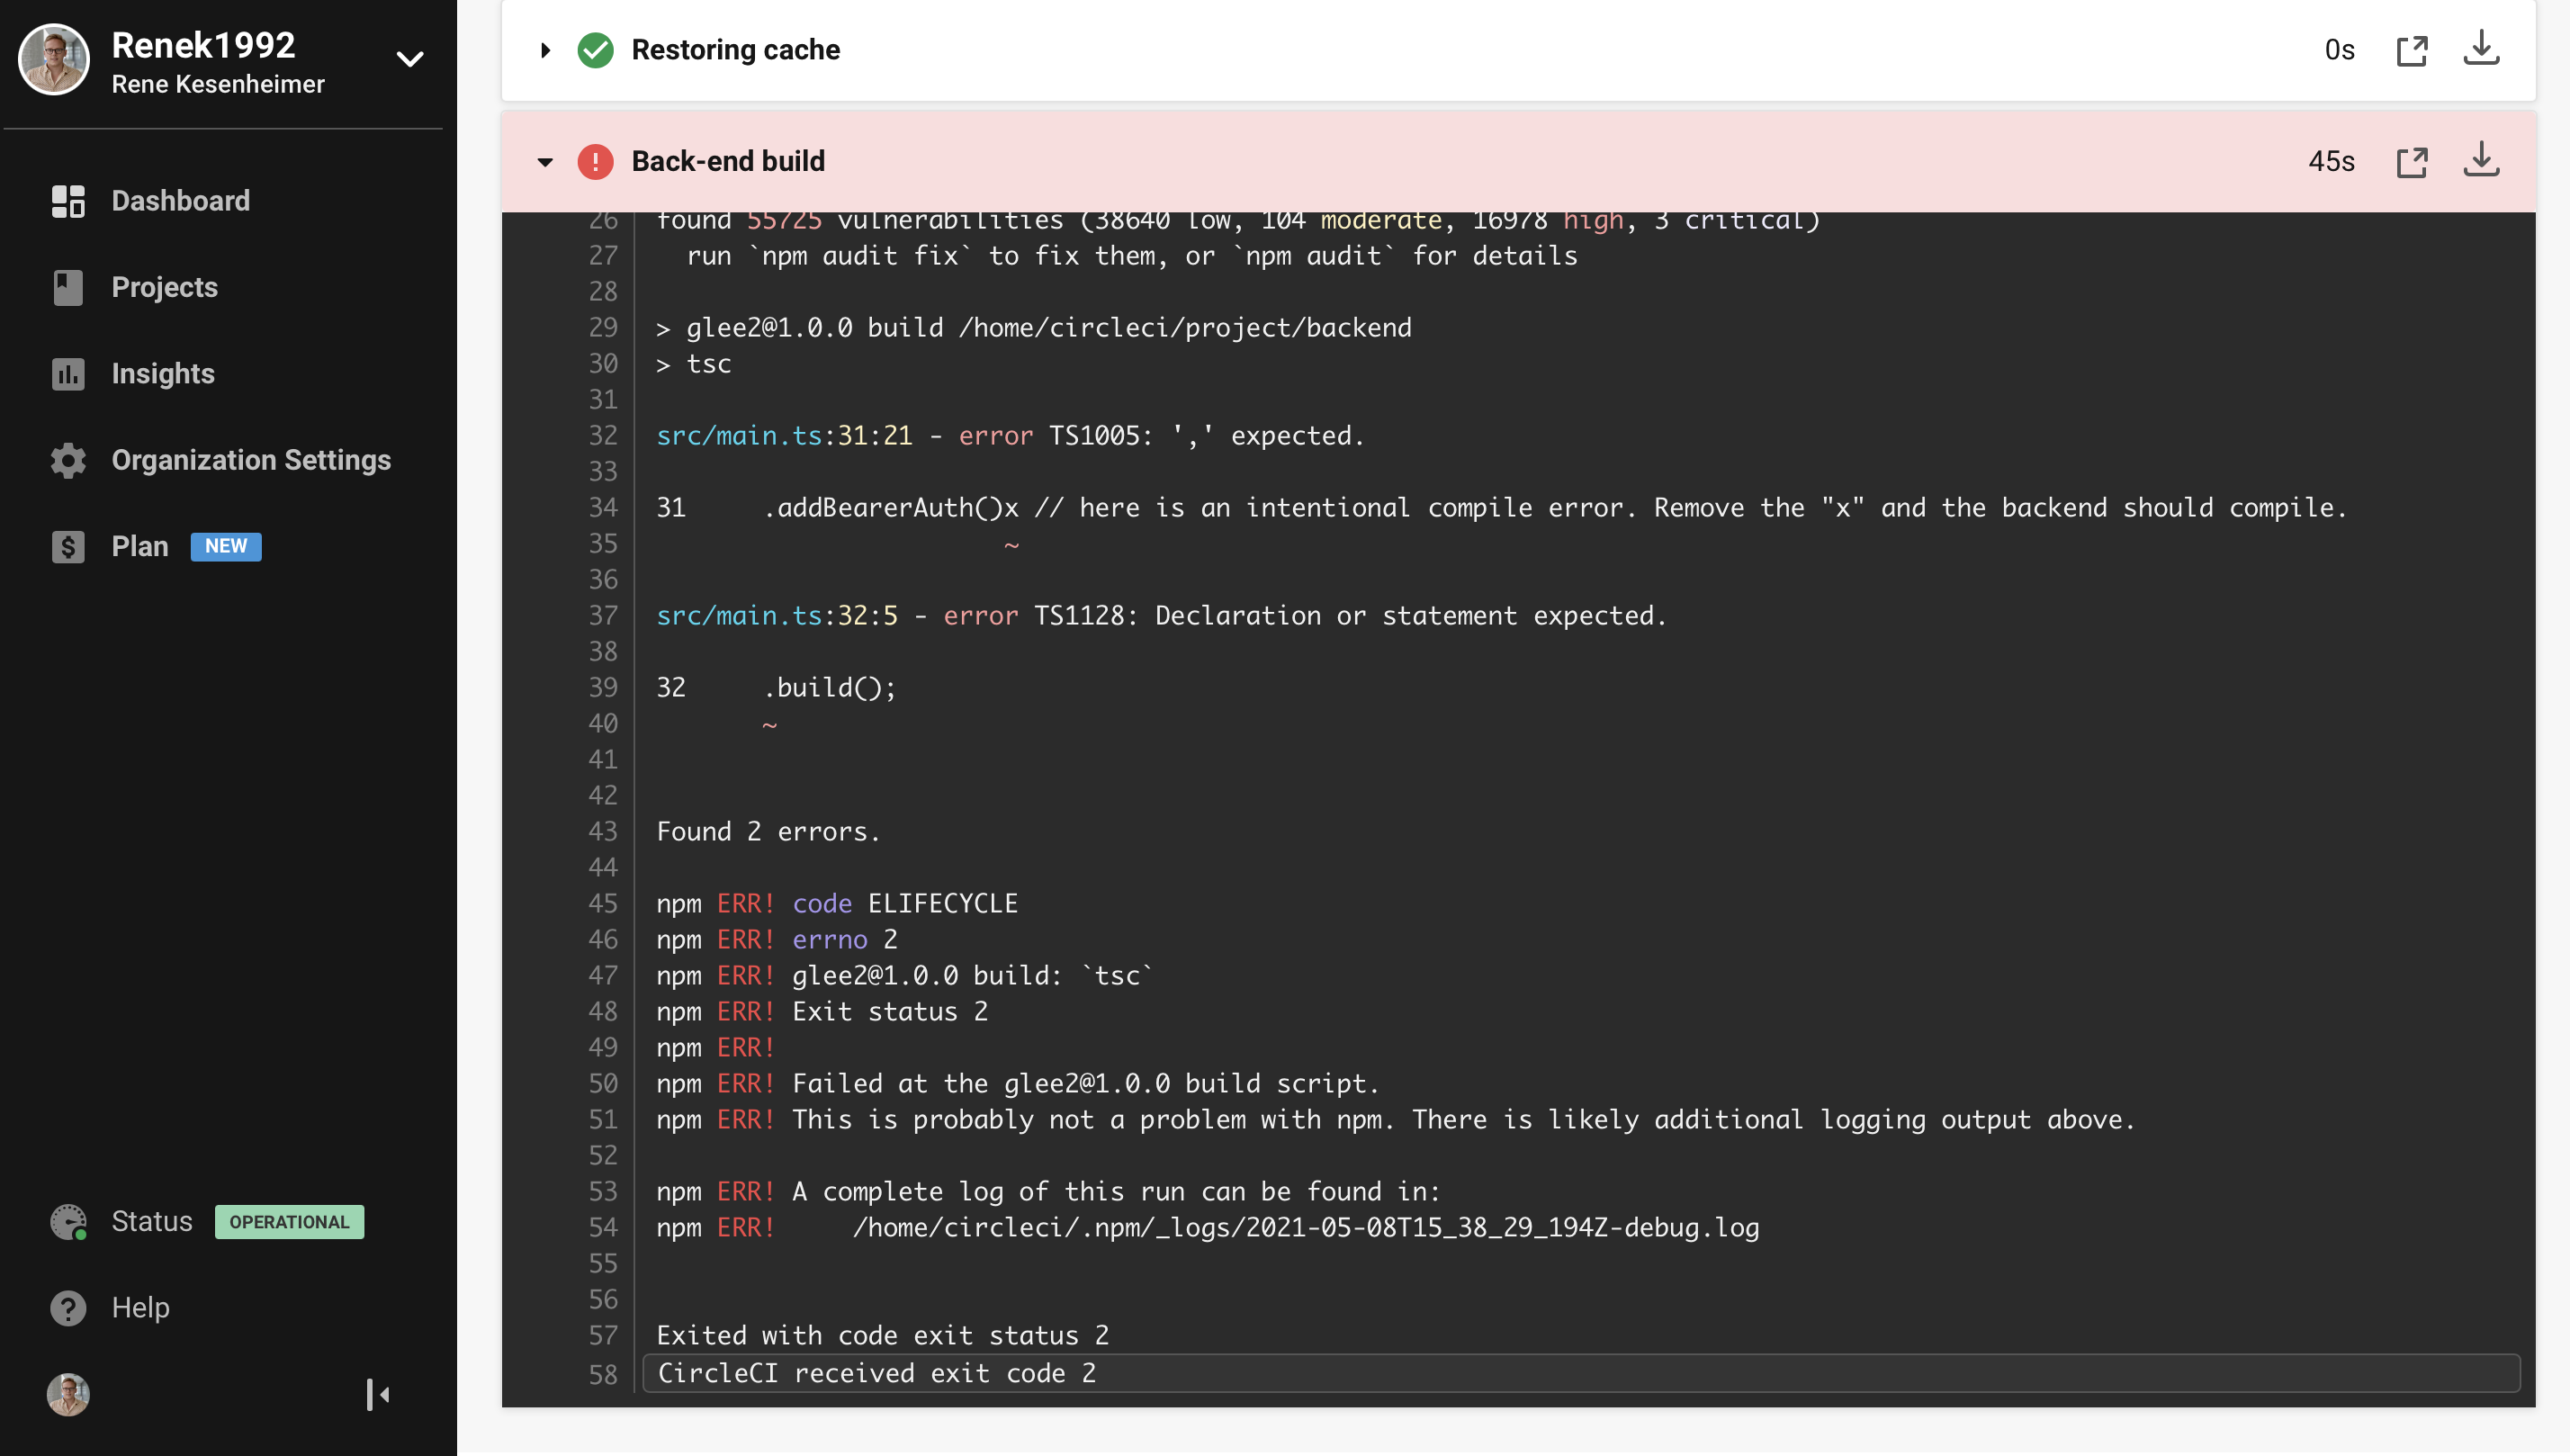 Renek1992
Rene Kesenheimer
Dashboard
Projects
Insights
Organization Settings
Plan NEW
Status OPERATIONAL
Help
Restoring cache 0s
Back-end build 45s
26 found 55725 vulnerabilities (38640 low, 104 moderate, 16978 high, 3 critical)
27 run `npm audit fix` to fix them, or `npm audit` for details
28
29 > glee2@1.0.0 build /home/circleci/project/backend
30 > tsc
31
32 src/main.ts:31:21 - error TS1005: ',' expected.
33
34 31 .addBearerAuth()x // here is an intentional compile error. Remove the "x" and the backend should compile.
35 ~
36
37 src/main.ts:32:5 - error TS1128: Declaration or statement expected.
38
39 32 .build();
40 ~
41
42
43 Found 2 errors.
44
45 npm ERR! code ELIFECYCLE
46 npm ERR! errno 2
47 npm ERR! glee2@1.0.0 build: `tsc`
48 npm ERR! Exit status 2
49 npm ERR!
50 npm ERR! Failed at the glee2@1.0.0 build script.
51 npm ERR! This is probably not a problem with npm. There is likely additional logging output above.
52
53 npm ERR! A complete log of this run can be found in:
54 npm ERR! /home/circleci/.npm/_logs/2021-05-08T15_38_29_194Z-debug.log
55
56
57 Exited with code exit status 2
58 CircleCI received exit code 2